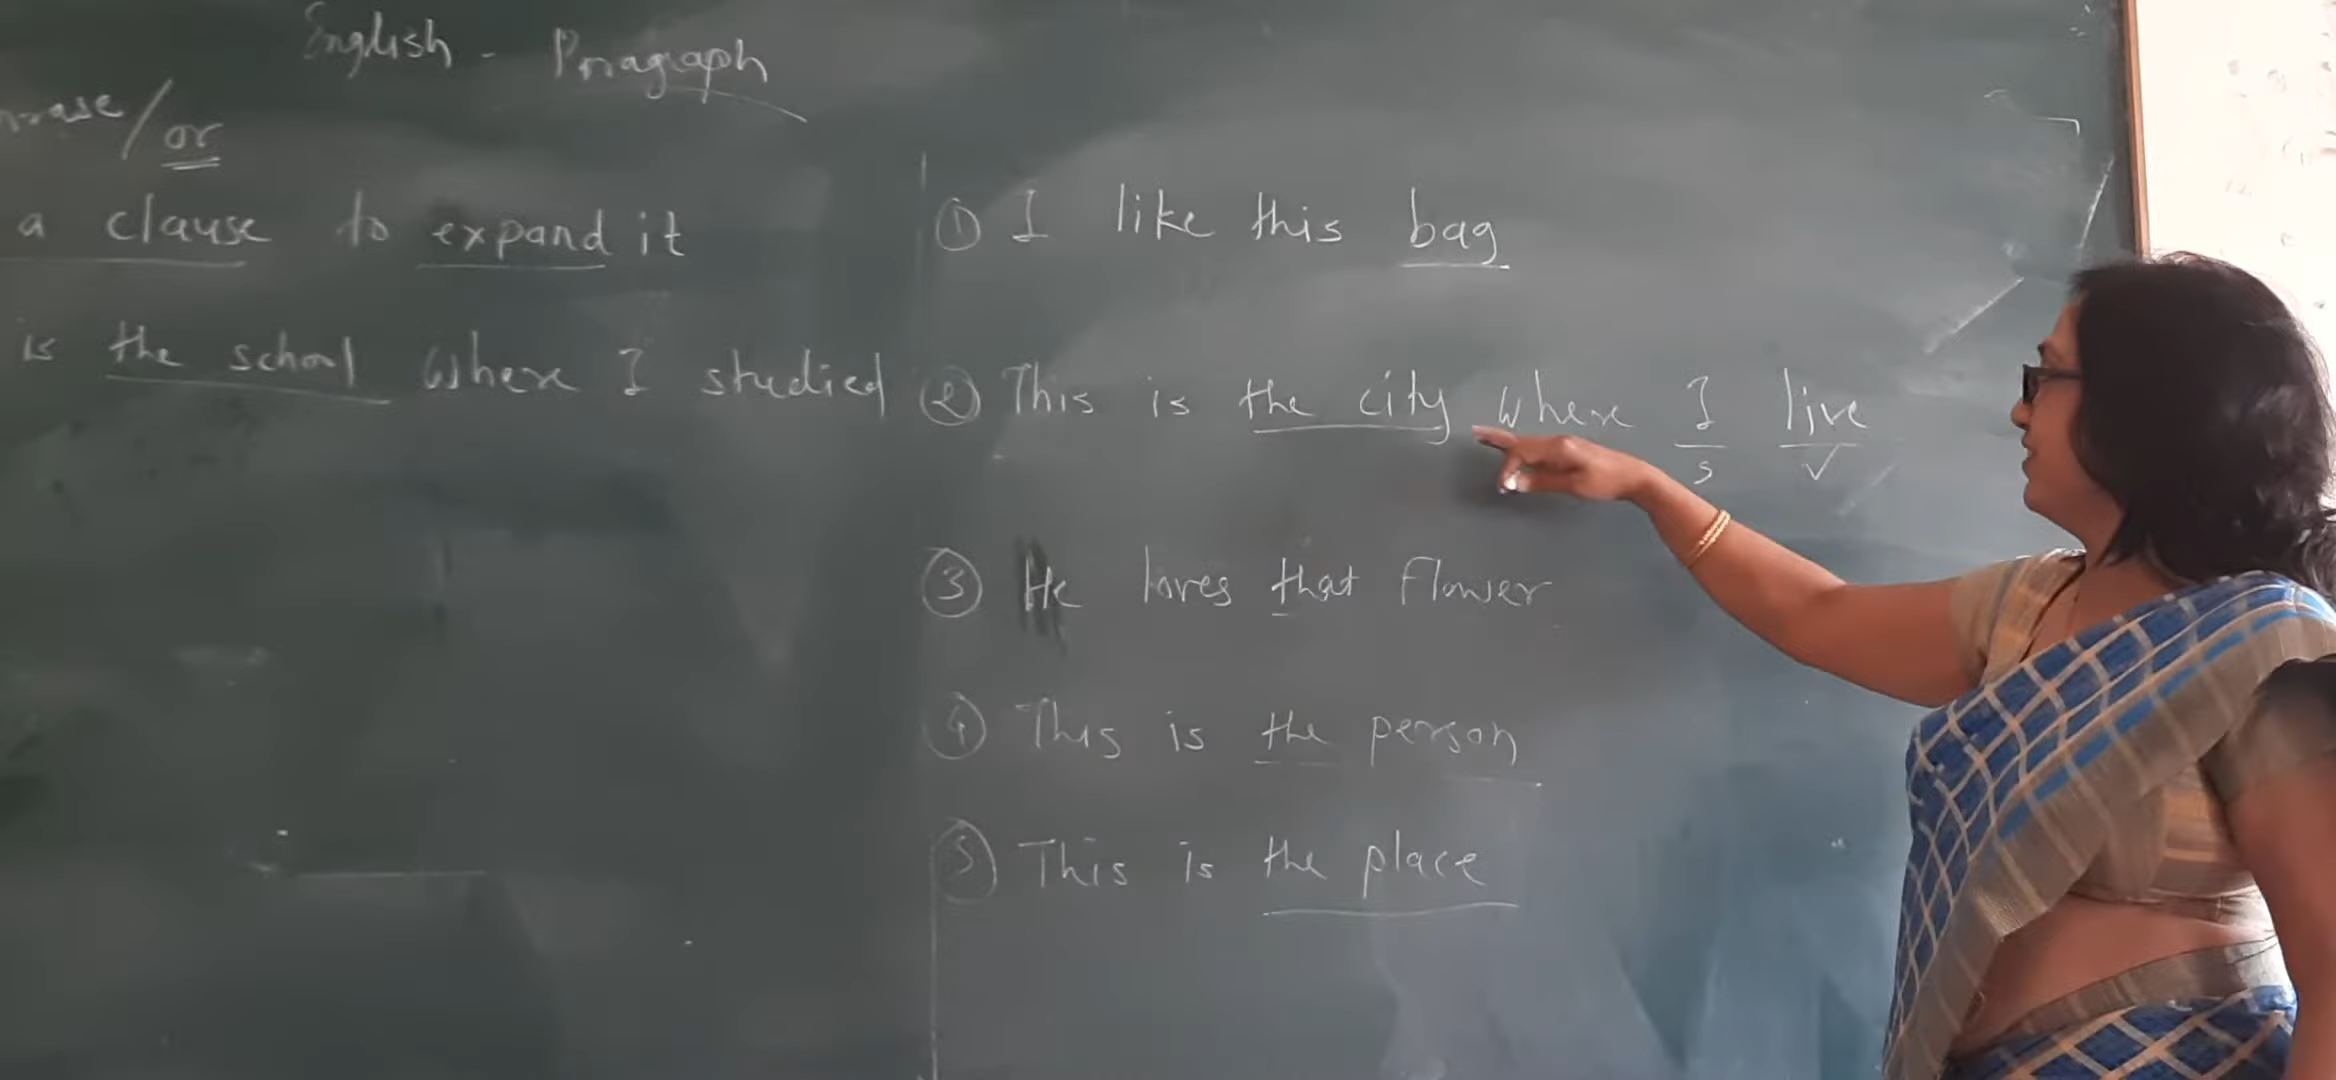 English - Pragraph
or
a clause to expand it
is the school where I studied
① I like this bag
② This is the city where I live
S V
③ He loves that flower
④ This is the person
⑤ This is the place